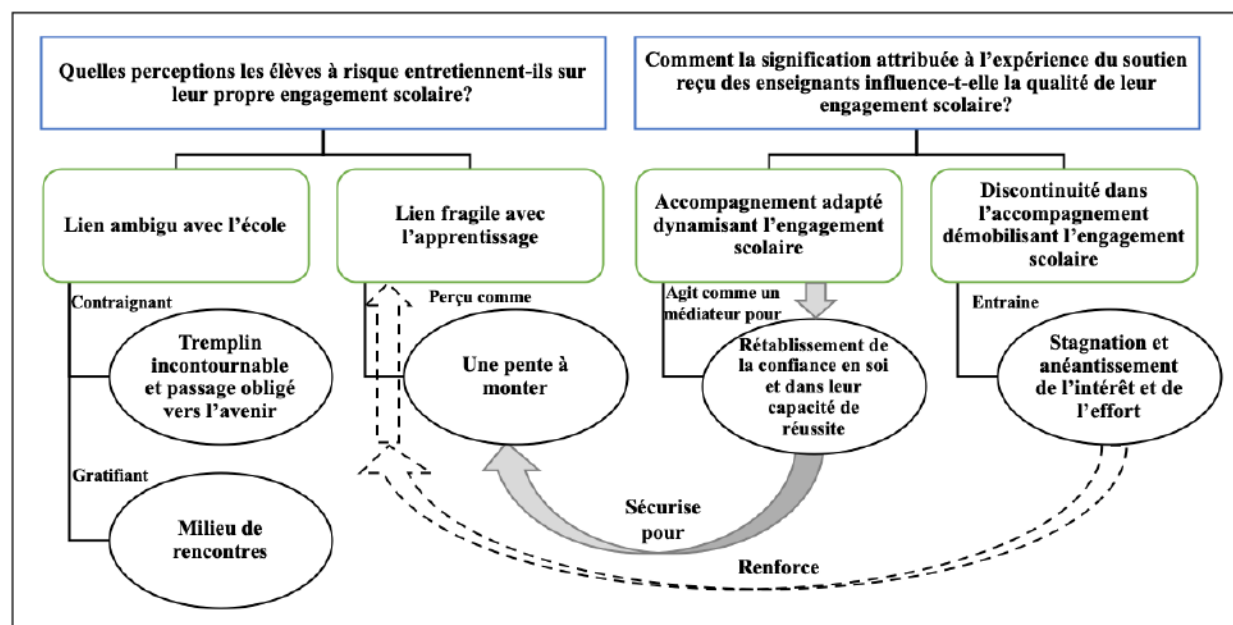 Quelles perceptions les élèves à risque entretiennent-ils sur
leur propre engagement scolaire?
Comment la signification attribuée à l'expérience du soutien
reçu des enseignants influence-t-elle la qualité de leur
engagement scolaire?
Lien ambigu avec l'école
Lien fragile avec
l'apprentissage
Accompagnement adapté
dynamisant l'engagement
scolaire
Discontinuité dans
l'accompagnement
démobilisant l'engagement
scolaire
Contraignant
Perçu comme
Agit comme un
médiateur pour
Entraine
Tremplin
incontournable
et passage obligé
vers l'avenir
Une pente à
monter
Rétablissement de
la confiance en soi
et dans leur
capacité de
réussite
Stagnation et
anéantissement
de l'intérêt et de
l'effort
Gratifiant
Milieu de
rencontres
Sécurise
pour
Renforce